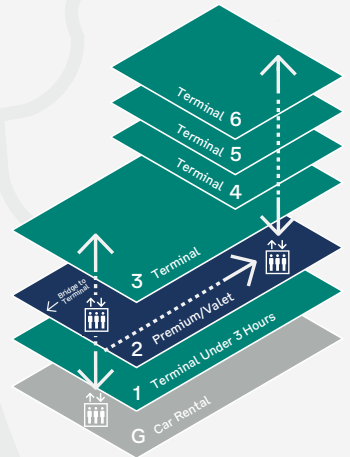 Terminal 6
Terminal 5
Terminal 4
3 Terminal
Bridge to
Terminal
2 Premium/Valet
1 Terminal Under 3 Hours
G Car Rental